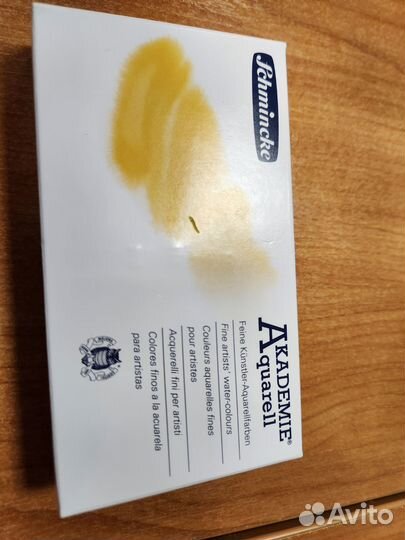 Schmincke
AKADEMIE®
Aquarell
Feine Künstler-Aquarellfarben
Fine artists' water-colours
Couleurs aquarelles fines
pour artistes
Acquerelli fini per artisti
Colores finos a la acuarela
para artistas
Avito